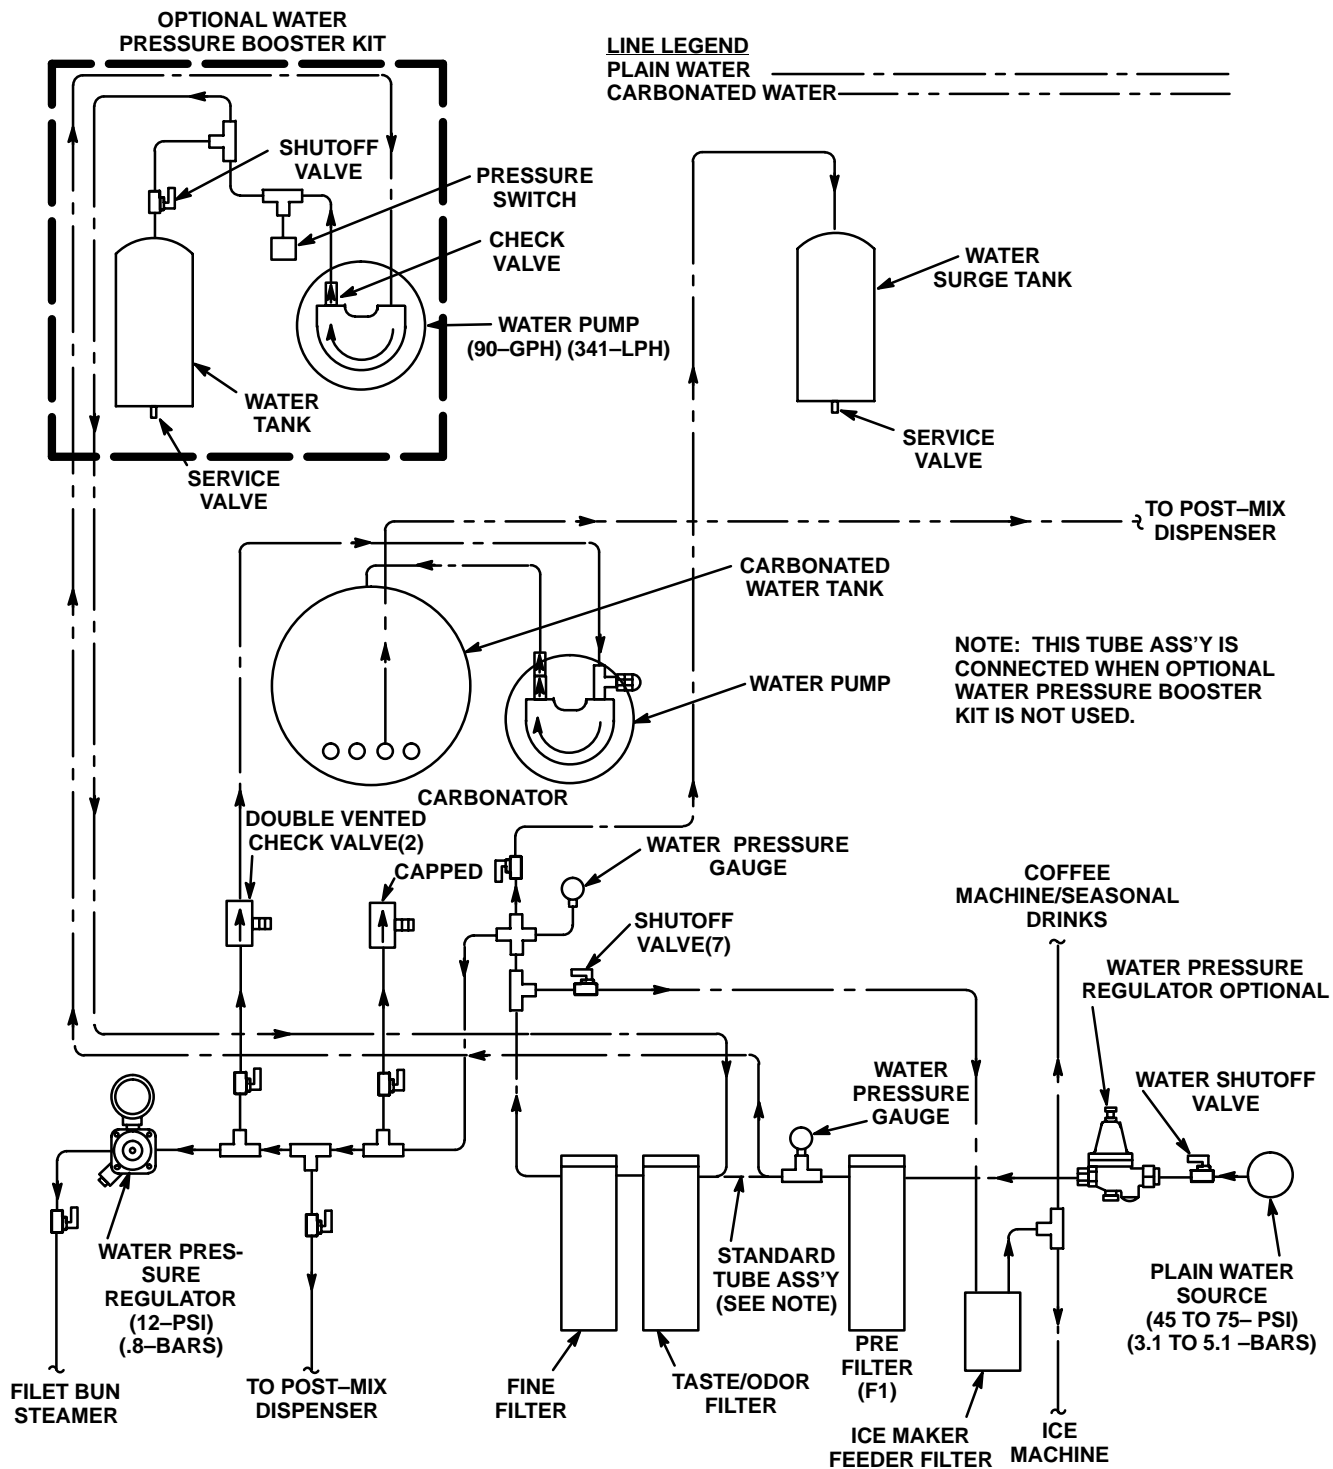 OPTIONAL WATER
PRESSURE BOOSTER KIT
LINE LEGEND
PLAIN WATER
CARBONATED WATER
SHUTOFF
VALVE
PRESSURE
SWITCH
CHECK
VALVE
WATER PUMP
(90–GPH) (341–LPH)
WATER
TANK
SERVICE
VALVE
WATER
SURGE TANK
SERVICE
VALVE
TO POST–MIX
DISPENSER
CARBONATED
WATER TANK
WATER PUMP
NOTE: THIS TUBE ASS'Y IS
CONNECTED WHEN OPTIONAL
WATER PRESSURE BOOSTER
KIT IS NOT USED.
CARBONATOR
DOUBLE VENTED
CHECK VALVE(2)
CAPPED
WATER PRESSURE
GAUGE
SHUTOFF
VALVE(7)
COFFEE
MACHINE/SEASONAL
DRINKS
WATER PRESSURE
REGULATOR OPTIONAL
WATER
PRESSURE
GAUGE
WATER SHUTOFF
VALVE
WATER PRES-
SURE
REGULATOR
(12–PSI)
(.8–BARS)
STANDARD
TUBE ASS'Y
(SEE NOTE)
PLAIN WATER
SOURCE
(45 TO 75– PSI)
(3.1 TO 5.1 –BARS)
PRE
FILTER
(F1)
FILET BUN
STEAMER
TO POST–MIX
DISPENSER
FINE
FILTER
TASTE/ODOR
FILTER
ICE MAKER
FEEDER FILTER
ICE
MACHINE